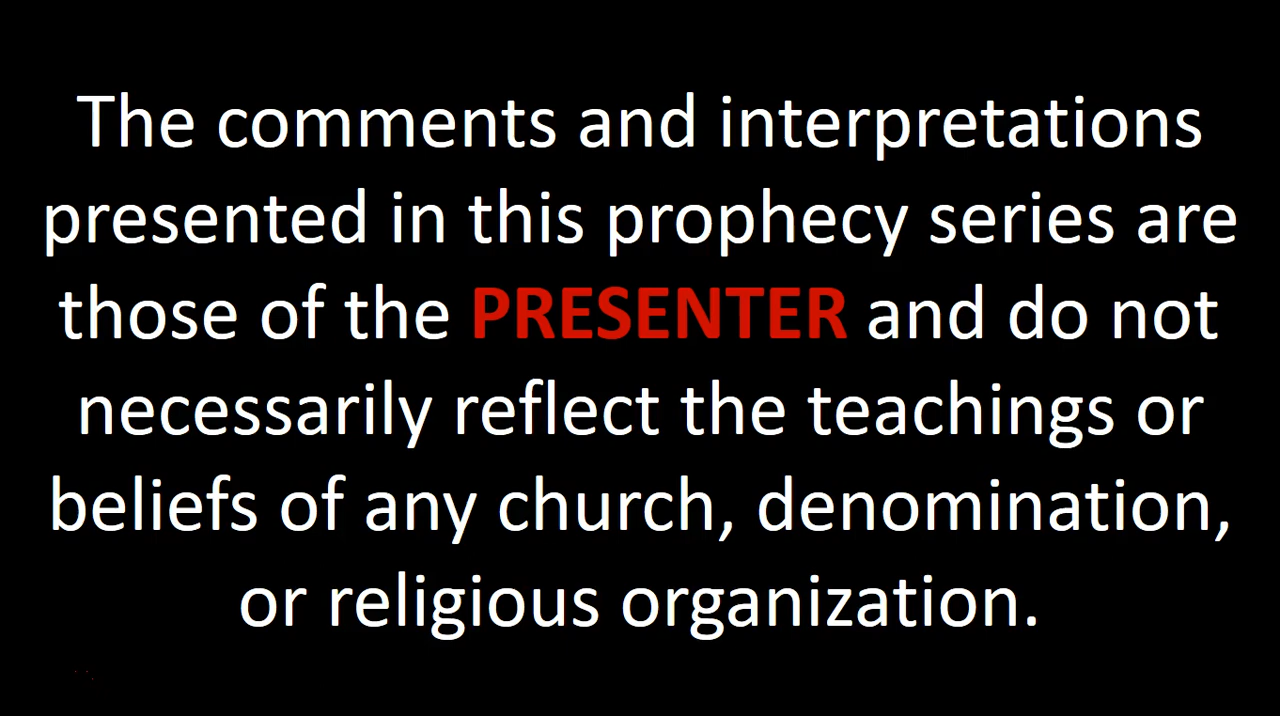 The comments and interpretations
presented in this prophecy series are
those of the PRESENTER and do not
necessarily reflect the teachings or
beliefs of any church, denomination,
or religious organization.